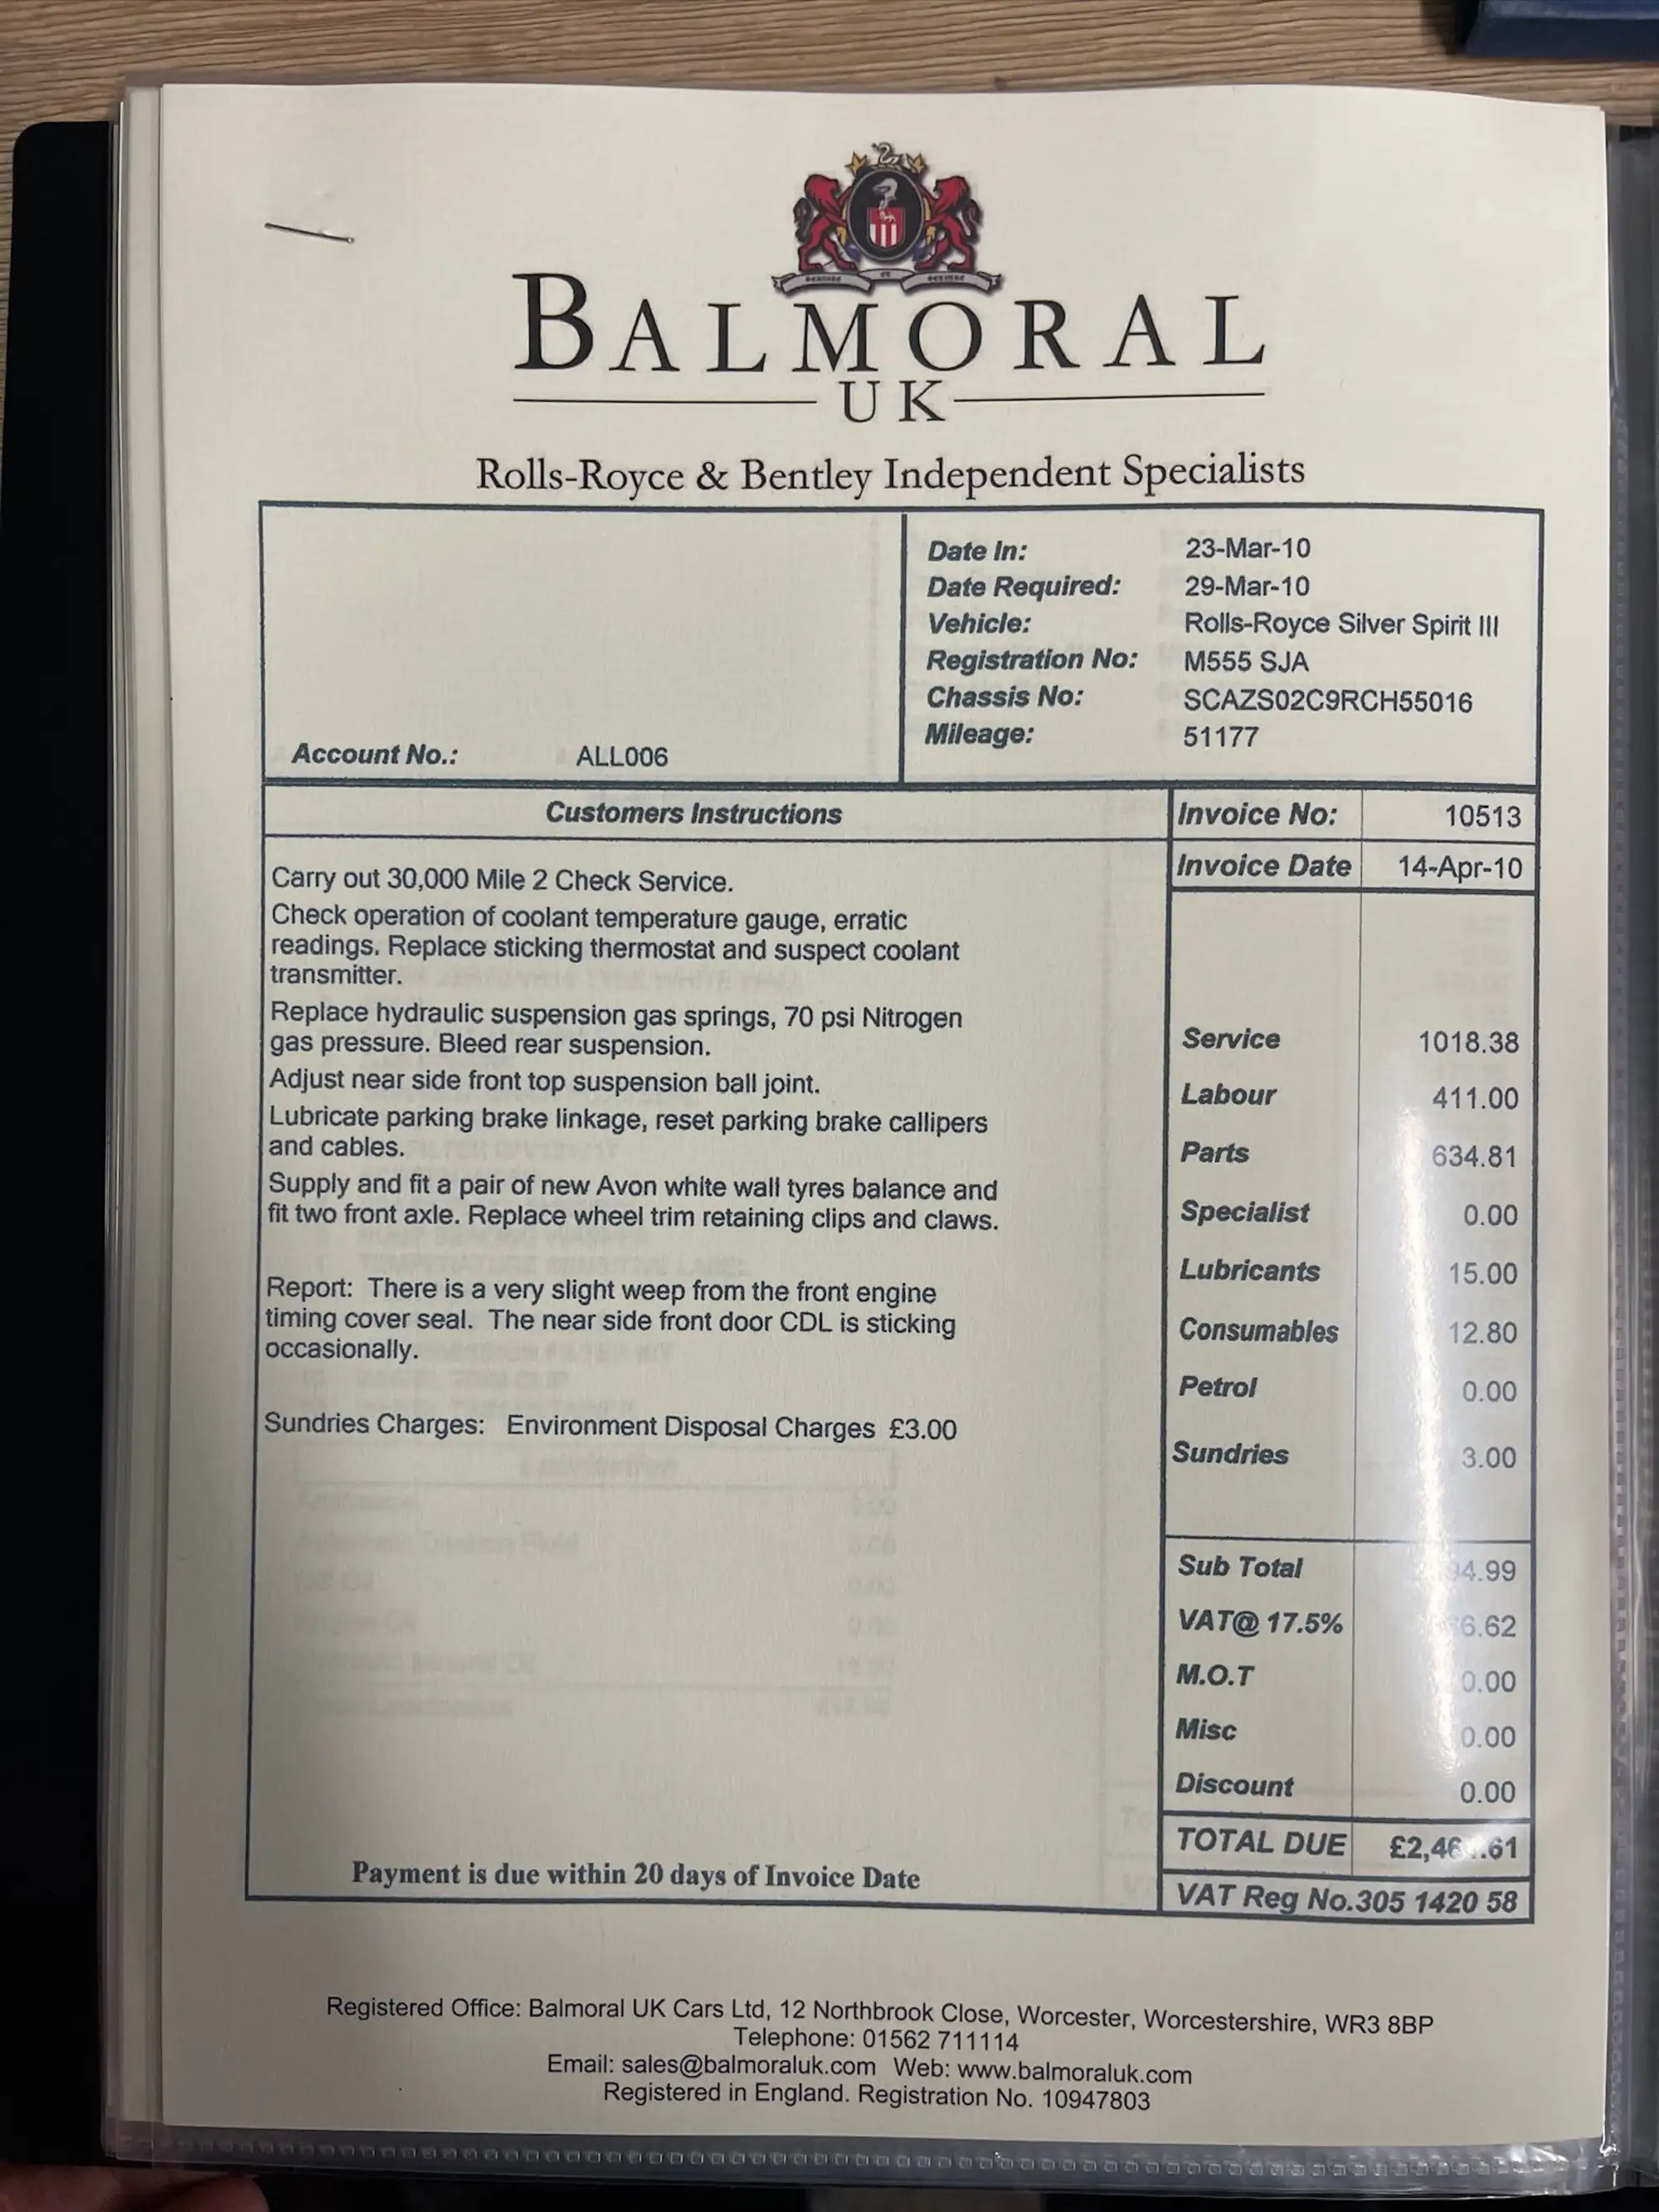 BALMORAL
UK
Rolls-Royce & Bentley Independent Specialists
Date In: 23-Mar-10
Date Required: 29-Mar-10
Vehicle: Rolls-Royce Silver Spirit III
Registration No: M555 SJA
Chassis No: SCAZS02C9RCH55016
Mileage: 51177
Account No.: ALL006
Customers Instructions
Invoice No: 10513
Invoice Date 14-Apr-10
Carry out 30,000 Mile 2 Check Service.
Check operation of coolant temperature gauge, erratic
readings. Replace sticking thermostat and suspect coolant
transmitter.
Replace hydraulic suspension gas springs, 70 psi Nitrogen
gas pressure. Bleed rear suspension.
Adjust near side front top suspension ball joint.
Lubricate parking brake linkage, reset parking brake callipers
and cables.
Supply and fit a pair of new Avon white wall tyres balance and
fit two front axle. Replace wheel trim retaining clips and claws.
Report: There is a very slight weep from the front engine
timing cover seal. The near side front door CDL is sticking
occasionally.
Sundries Charges: Environment Disposal Charges £3.00
Service 1018.38
Labour 411.00
Parts 634.81
Specialist 0.00
Lubricants 15.00
Consumables 12.80
Petrol 0.00
Sundries 3.00
Sub Total
VAT@ 17.5%
M.O.T 0.00
Misc 0.00
Discount 0.00
TOTAL DUE
VAT Reg No.305 1420 58
Payment is due within 20 days of Invoice Date
Registered Office: Balmoral UK Cars Ltd, 12 Northbrook Close, Worcester, Worcestershire, WR3 8BP
Telephone: 01562 711114
Email: sales@balmoraluk.com Web: www.balmoraluk.com
Registered in England. Registration No. 10947803